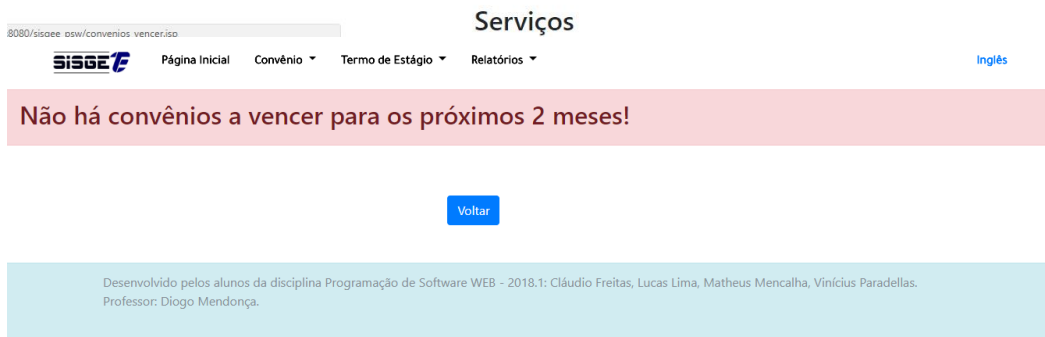 Serviços
8080/sisgee_psw/convenios_vencer.jsp
SISGEE
Página Inicial Convênio Termo de Estágio Relatórios Inglês
Não há convênios a vencer para os próximos 2 meses!
Voltar
Desenvolvido pelos alunos da disciplina Programação de Software WEB - 2018.1: Cláudio Freitas, Lucas Lima, Matheus Mencalha, Vinícius Paradellas.
Professor: Diogo Mendonça.